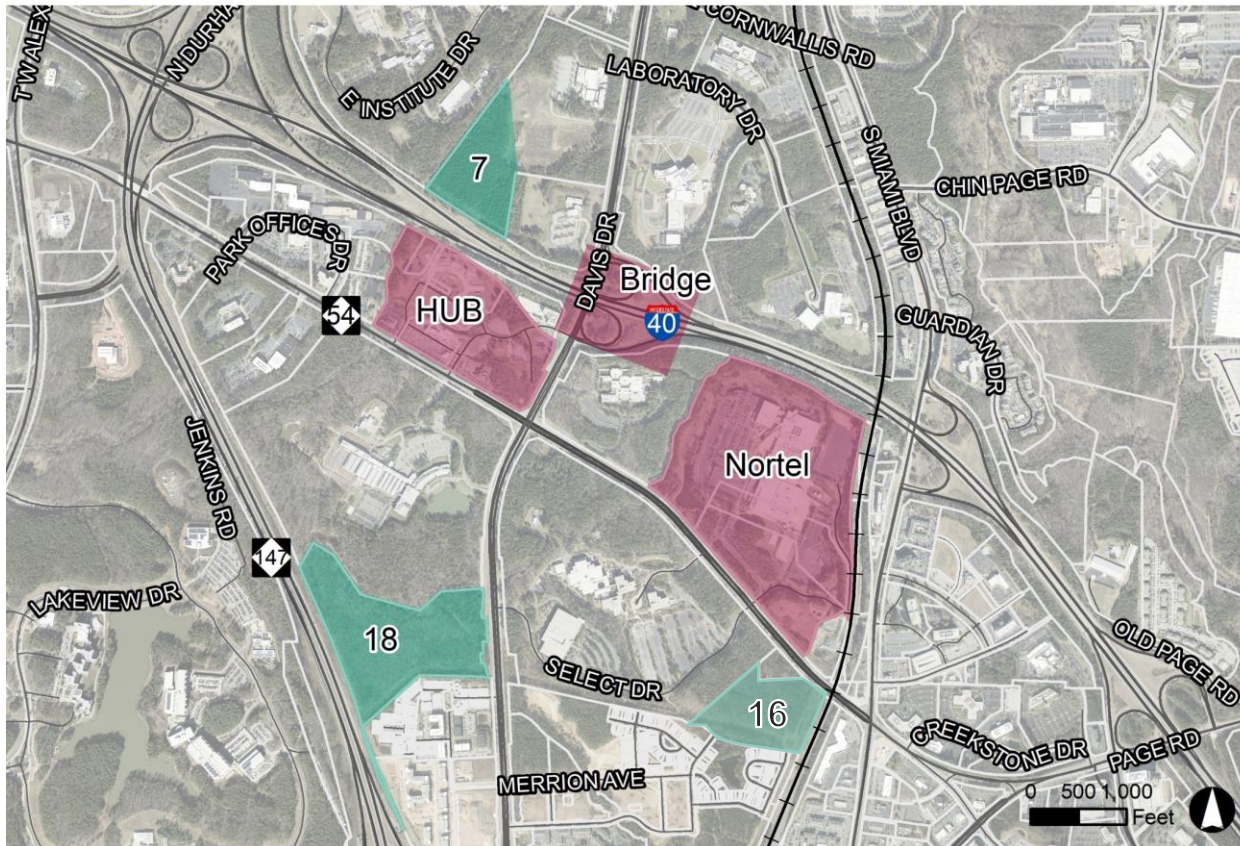 T W ALEX
N DURHA
E INSTITUTE DR
CORNWALLIS RD
LABORATORY DR
S MIAMI BLVD
CHIN PAGE RD
7
PARK OFFICES DR
DAVIS DR
Bridge
HUB
54
INTERSTATE
40
GUARDIAN DR
JENKINS RD
Nortel
147
LAKEVIEW DR
18
SELECT DR
16
OLD PAGE RD
CREEKSTONE DR
PAGE RD
MERRION AVE
0 500 1,000
Feet